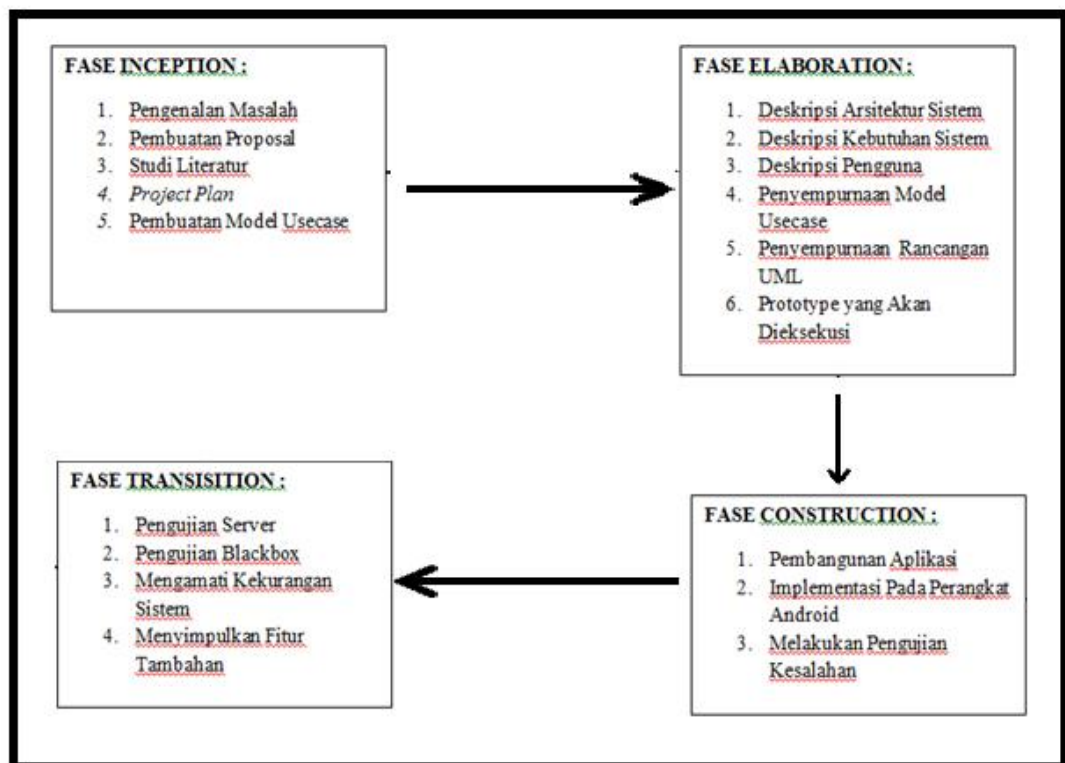 FASE INCEPTION :
1. Pengenalan Masalah
2. Pembuatan Proposal
3. Studi Literatur
4. Project Plan
5. Pembuatan Model Usecase
FASE ELABORATION :
1. Deskripsi Arsitektur Sistem
2. Deskripsi Kebutuhan Sistem
3. Deskripsi Pengguna
4. Penyempurnaan Model
Usecase
5. Penyempurnaan Rancangan
UML
6. Prototype yang Akan
Dieksekusi
FASE CONSTRUCTION :
1. Pembangunan Aplikasi
2. Implementasi Pada Perangkat
Android
3. Melakukan Pengujian
Kesalahan
FASE TRANSISITION :
1. Pengujian Server
2. Pengujian Blackbox
3. Mengamati Kekurangan
Sistem
4. Menyimpulkan Fitur
Tambahan